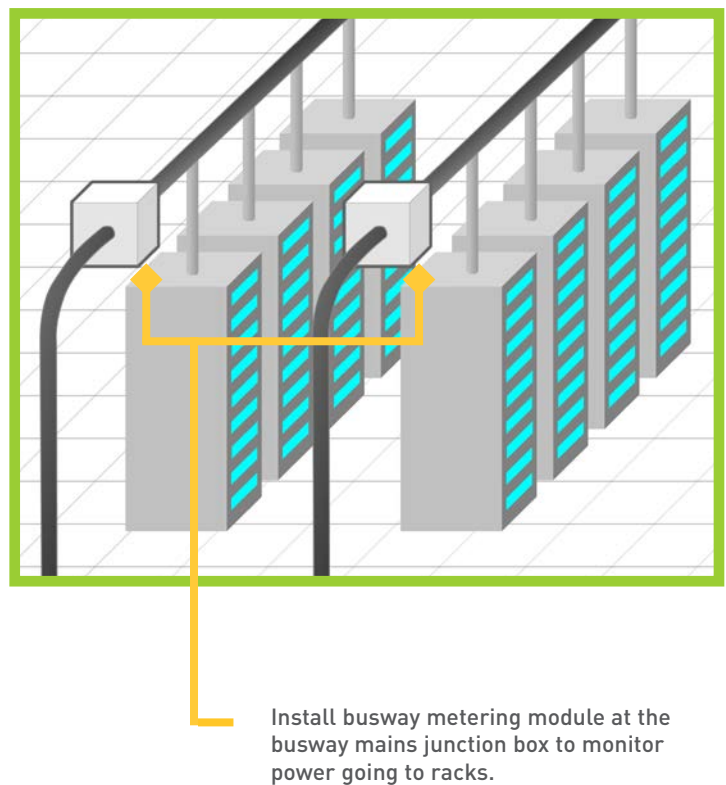 Install busway metering module at the
busway mains junction box to monitor
power going to racks.